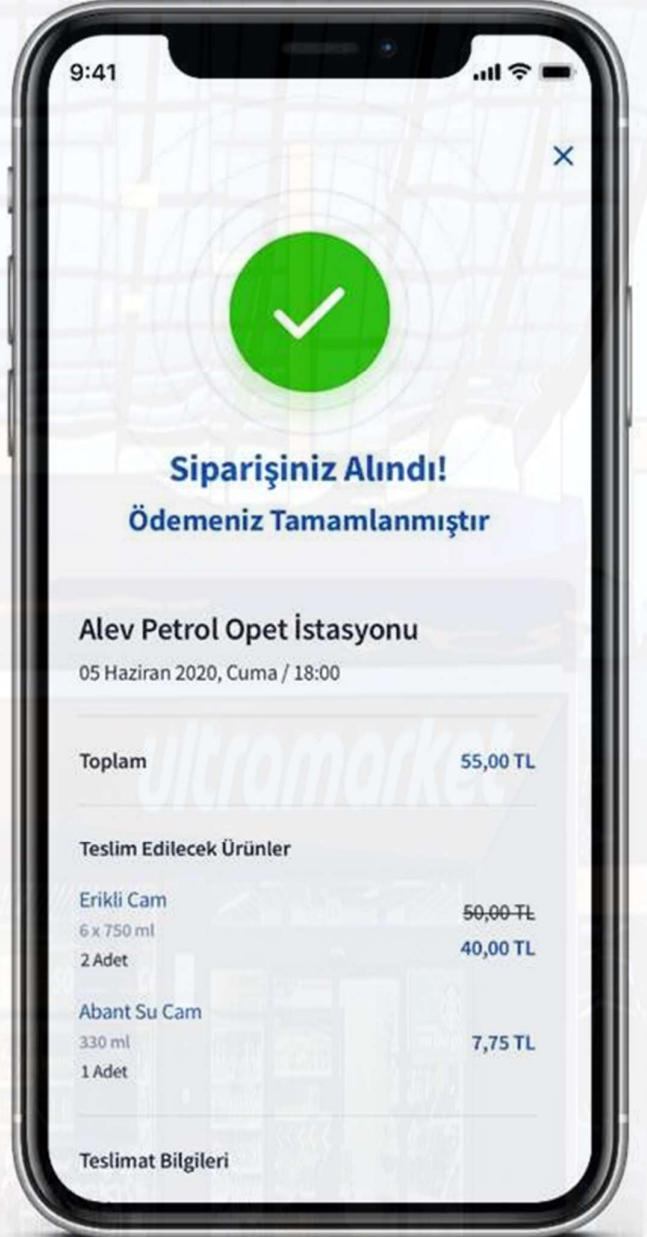 9:41
Siparişiniz Alındı!
Ödemeniz Tamamlanmıştır
Alev Petrol Opet İstasyonu
05 Haziran 2020, Cuma / 18:00
ultramarket
Toplam 55,00 TL
Teslim Edilecek Ürünler
Erikli Cam 50,00 TL
6 x 750 ml
2 Adet 40,00 TL
Abant Su Cam
330 ml 7,75 TL
1 Adet
Teslimat Bilgileri